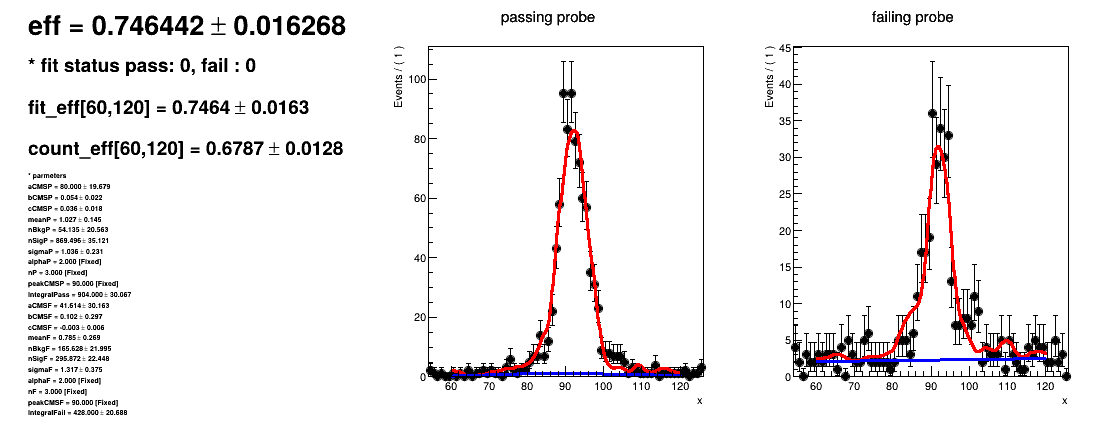 eff = 0.746442 ± 0.016268
* fit status pass: 0, fail : 0
fit_eff[60,120] = 0.7464 ± 0.0163
count_eff[60,120] = 0.6787 ± 0.0128
* parmeters
aCMSP = 80.000 ± 19.679
bCMSP = 0.054 ± 0.022
cCMSP = 0.036 ± 0.018
meanP = 1.027 ± 0.145
nBkgP = 54.135 ± 20.563
nSigP = 869.496 ± 35.121
sigmaP = 1.036 ± 0.231
alphaP = 2.000 [Fixed]
nP = 3.000 [Fixed]
peakCMSP = 90.000 [Fixed]
IntegralPass = 904.000 ± 30.067
aCMSF = 41.614 ± 30.163
bCMSF = 0.102 ± 0.297
cCMSF = -0.003 ± 0.006
meanF = 0.785 ± 0.269
nBkgF = 165.628 ± 21.995
nSigF = 295.872 ± 22.448
sigmaF = 1.317 ± 0.375
alphaF = 2.000 [Fixed]
nF = 3.000 [Fixed]
peakCMSF = 90.000 [Fixed]
IntegralFail = 428.000 ± 20.688
passing probe
Events / ( 1 )
100
80
60
40
20
0
60 70 80 90 100 110 120
x
failing probe
Events / ( 1 )
45
40
35
30
25
20
15
10
5
0
60 70 80 90 100 110 120
x